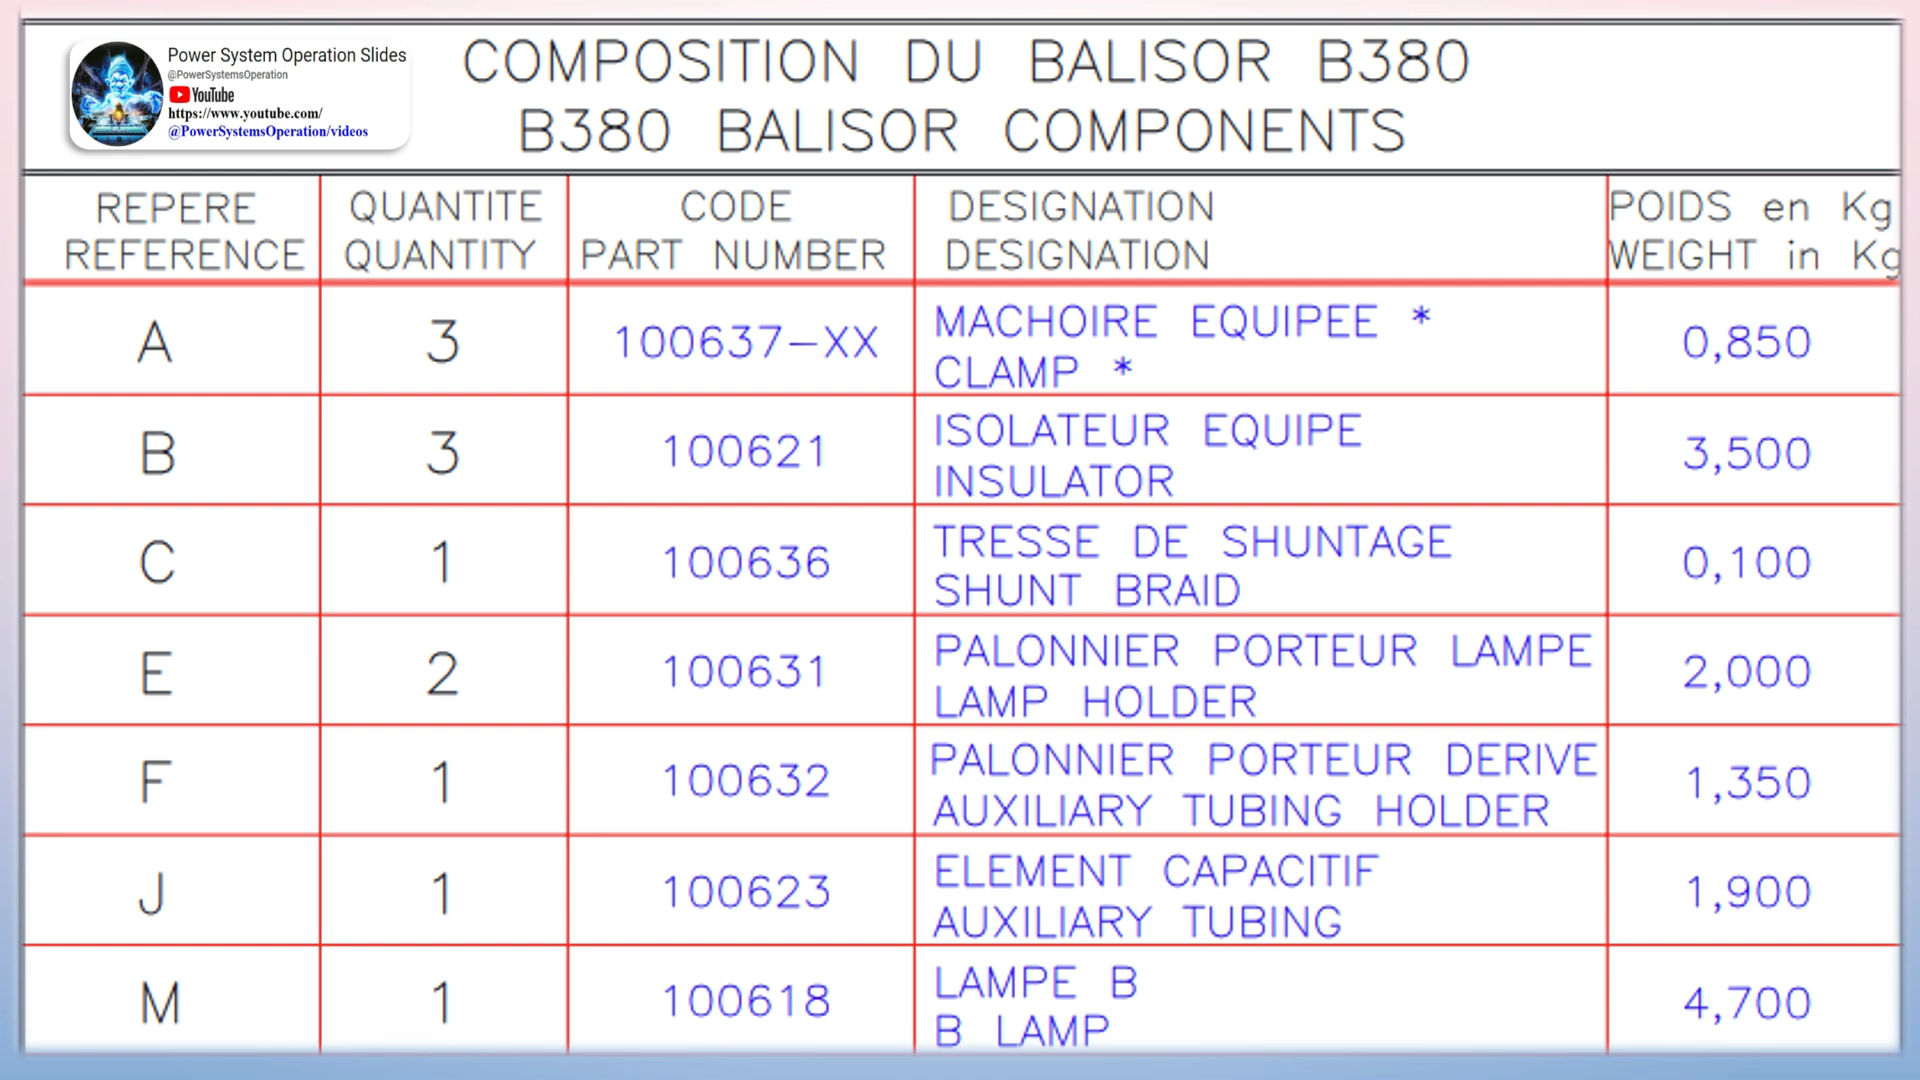 Power System Operation Slides
@PowerSystemsOperation
YouTube
https://www.youtube.com/
@PowerSystemsOperation/videos
COMPOSITION DU BALISOR B380
B380 BALISOR COMPONENTS
REPERE QUANTITE CODE DESIGNATION POIDS en Kg
REFERENCE QUANTITY PART NUMBER DESIGNATION WEIGHT in Kg
A 3 100637-XX MACHOIRE EQUIPEE * 0,850
CLAMP *
B 3 100621 ISOLATEUR EQUIPE 3,500
INSULATOR
C 1 100636 TRESSE DE SHUNTAGE 0,100
SHUNT BRAID
E 2 100631 PALONNIER PORTEUR LAMPE 2,000
LAMP HOLDER
F 1 100632 PALONNIER PORTEUR DERIVE 1,350
AUXILIARY TUBING HOLDER
J 1 100623 ELEMENT CAPACITIF 1,900
AUXILIARY TUBING
M 1 100618 LAMPE B 4,700
B LAMP